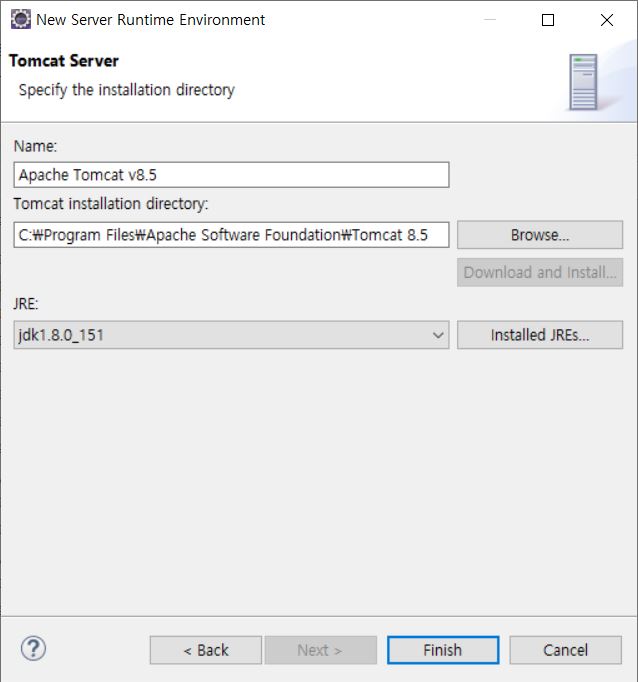 New Server Runtime Environment
Tomcat Server
Specify the installation directory
Name:
Apache Tomcat v8.5
Tomcat installation directory:
C:₩Program Files₩Apache Software Foundation₩Tomcat 8.5
Browse...
Download and Install...
JRE:
jdk1.8.0_151
Installed JREs...
?
< Back
Next >
Finish
Cancel